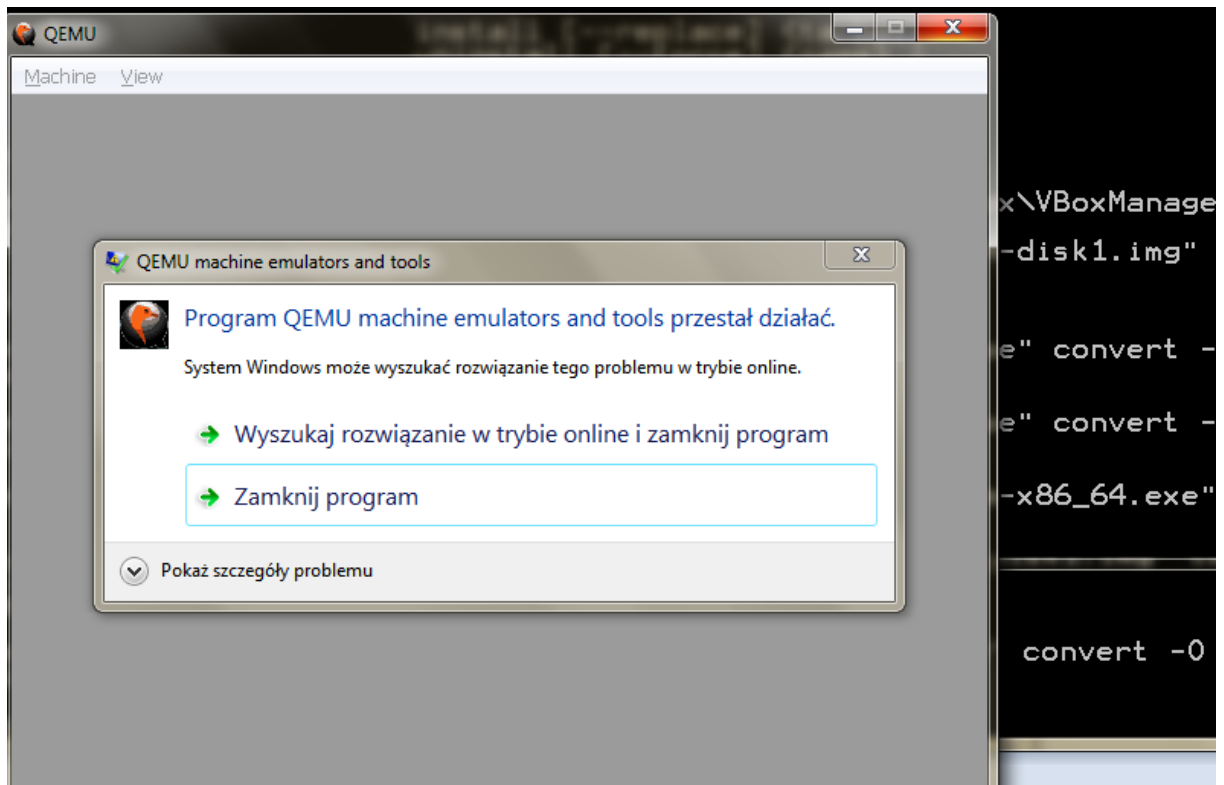 QEMU
install [--replace] <
Machine View
x\VBoxManage
-disk1.img"
QEMU machine emulators and tools
Program QEMU machine emulators and tools przestał działać.
System Windows może wyszukać rozwiązanie tego problemu w trybie online.
e" convert -
Wyszukaj rozwiązanie w trybie online i zamknij program
e" convert -
Zamknij program
-x86_64.exe"
Pokaż szczegóły problemu
convert -O